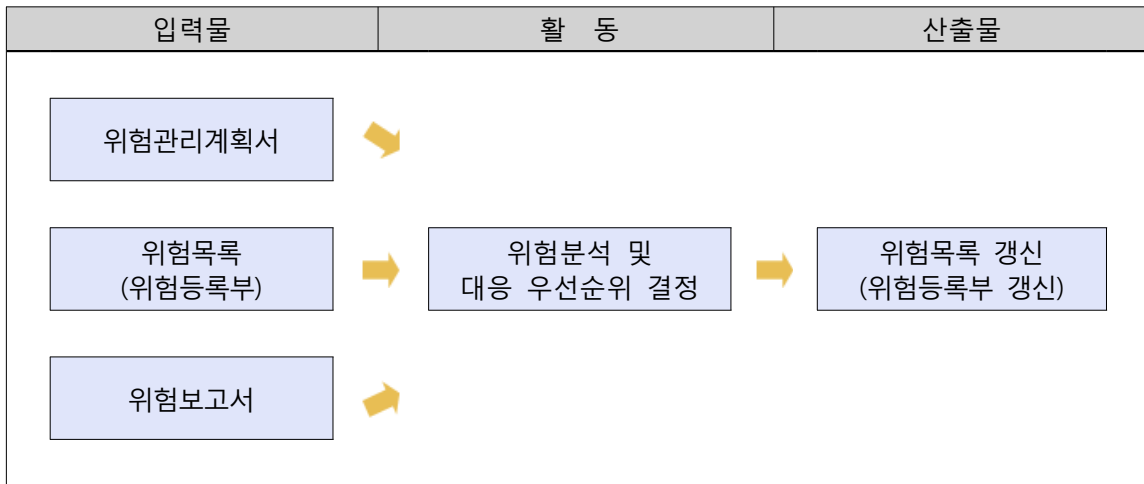 입력물
활 동
산출물
위험관리계획서
위험목록
(위험등록부)
위험분석 및
대응 우선순위 결정
위험목록 갱신
(위험등록부 갱신)
위험보고서